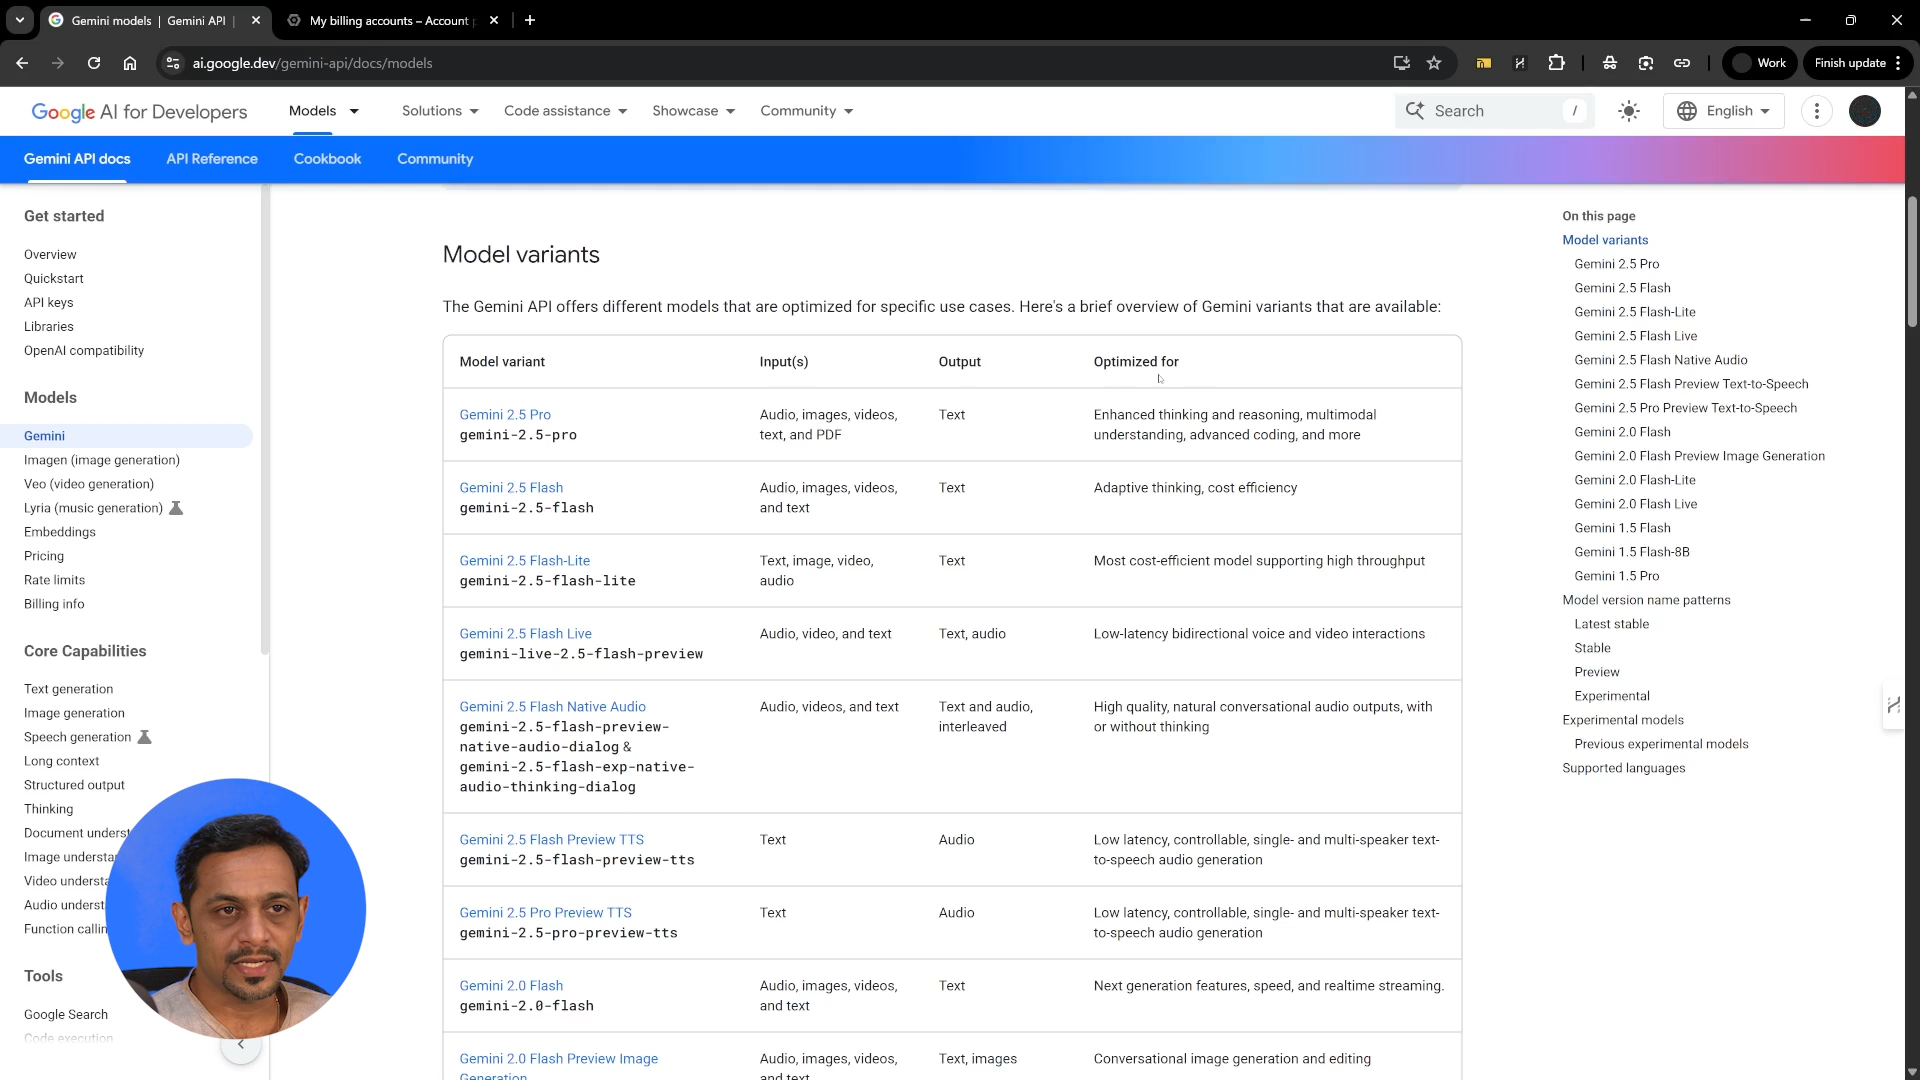 Gemini models | Gemini API
My billing accounts – Account
ai.google.dev/gemini-api/docs/models
Work
Finish update
Google AI for Developers
Models
Solutions
Code assistance
Showcase
Community
Search
/
English
Gemini API docs
API Reference
Cookbook
Community
Get started
Overview
Quickstart
API keys
Libraries
OpenAI compatibility
Models
Gemini
Imagen (image generation)
Veo (video generation)
Lyria (music generation)
Embeddings
Pricing
Rate limits
Billing info
Core Capabilities
Text generation
Image generation
Speech generation
Long context
Structured output
Thinking
Document underst
Image understa
Video understa
Audio underst
Function callin
Tools
Google Search
Code execution
Model variants
The Gemini API offers different models that are optimized for specific use cases. Here's a brief overview of Gemini variants that are available:
Model variant Input(s) Output Optimized for
Gemini 2.5 Pro Audio, images, videos, Text Enhanced thinking and reasoning, multimodal
gemini-2.5-pro text, and PDF understanding, advanced coding, and more
Gemini 2.5 Flash Audio, images, videos, Text Adaptive thinking, cost efficiency
gemini-2.5-flash and text
Gemini 2.5 Flash-Lite Text, image, video, Text Most cost-efficient model supporting high throughput
gemini-2.5-flash-lite audio
Gemini 2.5 Flash Live Audio, video, and text Text, audio Low-latency bidirectional voice and video interactions
gemini-live-2.5-flash-preview
Gemini 2.5 Flash Native Audio Audio, videos, and text Text and audio, High quality, natural conversational audio outputs, with
gemini-2.5-flash-preview- interleaved or without thinking
native-audio-dialog &
gemini-2.5-flash-exp-native-
audio-thinking-dialog
Gemini 2.5 Flash Preview TTS Text Audio Low latency, controllable, single- and multi-speaker text-
gemini-2.5-flash-preview-tts to-speech audio generation
Gemini 2.5 Pro Preview TTS Text Audio Low latency, controllable, single- and multi-speaker text-
gemini-2.5-pro-preview-tts to-speech audio generation
Gemini 2.0 Flash Audio, images, videos, Text Next generation features, speed, and realtime streaming.
gemini-2.0-flash and text
Gemini 2.0 Flash Preview Image Audio, images, videos, Text, images Conversational image generation and editing
Generation and text
On this page
Model variants
Gemini 2.5 Pro
Gemini 2.5 Flash
Gemini 2.5 Flash-Lite
Gemini 2.5 Flash Live
Gemini 2.5 Flash Native Audio
Gemini 2.5 Flash Preview Text-to-Speech
Gemini 2.5 Pro Preview Text-to-Speech
Gemini 2.0 Flash
Gemini 2.0 Flash Preview Image Generation
Gemini 2.0 Flash-Lite
Gemini 2.0 Flash Live
Gemini 1.5 Flash
Gemini 1.5 Flash-8B
Gemini 1.5 Pro
Model version name patterns
Latest stable
Stable
Preview
Experimental
Experimental models
Previous experimental models
Supported languages